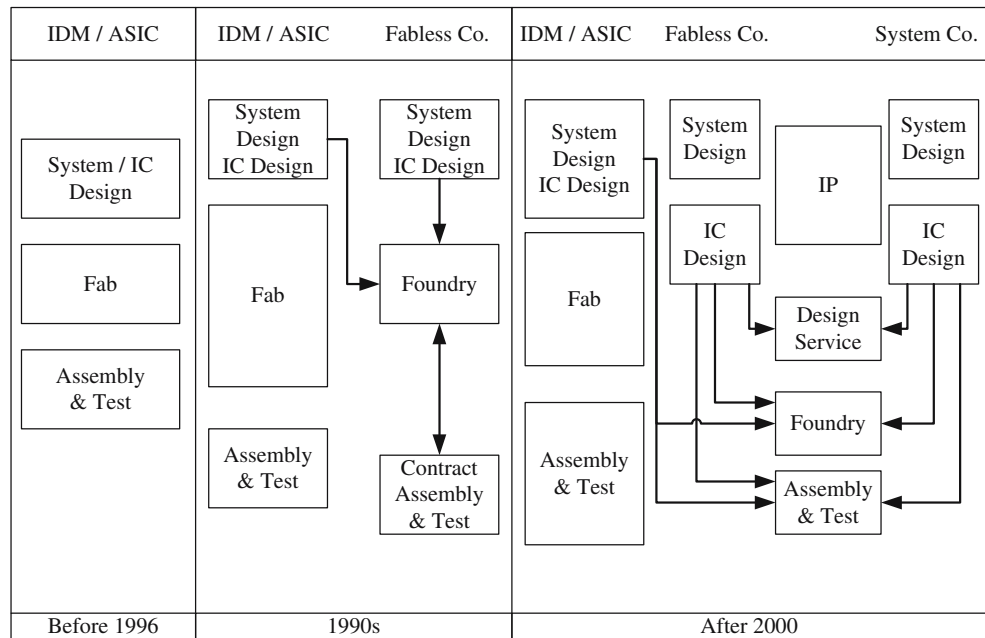 IDM / ASIC
IDM / ASIC
Fabless Co.
IDM / ASIC
Fabless Co.
System Co.
System / IC
Design
Fab
Assembly
& Test
System
Design
IC Design
Fab
Assembly
& Test
System
Design
IC Design
Foundry
Contract
Assembly
& Test
System
Design
IC Design
Fab
Assembly
& Test
System
Design
IC
Design
IP
Design
Service
Foundry
Assembly
& Test
System
Design
IC
Design
Before 1996
1990s
After 2000